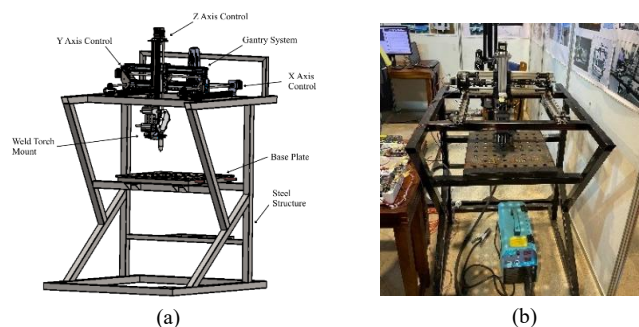 Z Axis Control
Y Axis Control
Gantry System
X Axis
Control
Weld Torch
Mount
Base Plate
Steel
Structure
(a)
(b)